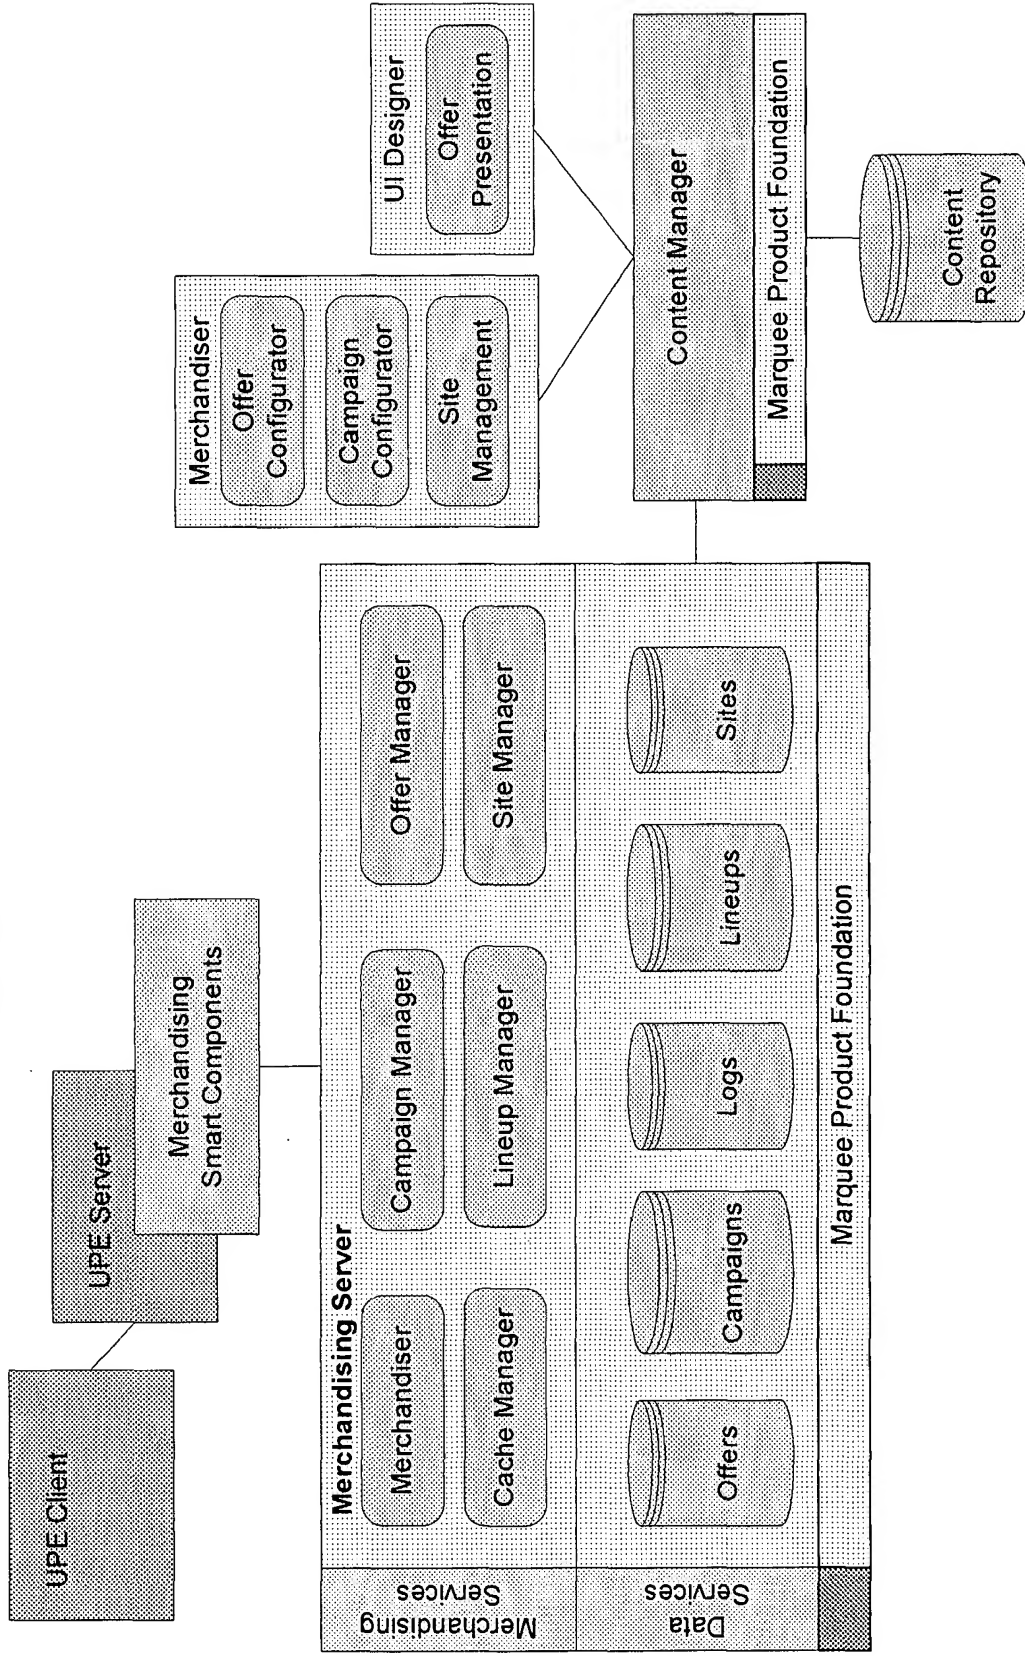 UPE Client
UPE Server
Merchandising
Smart Components
Merchandising Server
Merchandising
Services
Merchandiser
Campaign Manager
Offer Manager
Cache Manager
Lineup Manager
Site Manager
Data
Services
Offers
Campaigns
Logs
Lineups
Sites
Marquee Product Foundation
Merchandiser
Offer
Configurator
Campaign
Configurator
Site
Management
UI Designer
Offer
Presentation
Content Manager
Marquee Product Foundation
Content
Repository